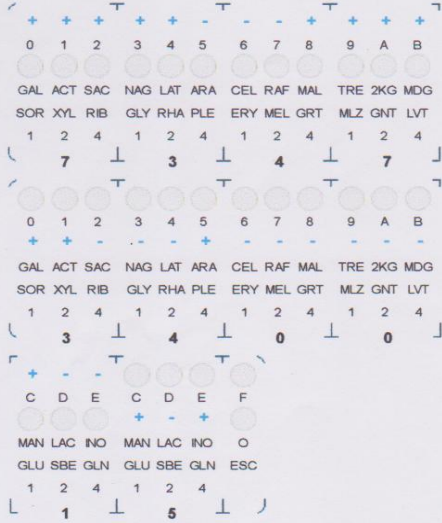 + + + + + - - - + + + +
0 1 2 3 4 5 6 7 8 9 A B
GAL ACT SAC NAG LAT ARA CEL RAF MAL TRE 2KG MDG
SOR XYL RIB GLY RHA PLE ERY MEL GRT MLZ GNT LVT
1 2 4 1 2 4 1 2 4 1 2 4
7 3 4 7
0 1 2 3 4 5 6 7 8 9 A B
+ + - - - + - - - - - -
GAL ACT SAC NAG LAT ARA CEL RAF MAL TRE 2KG MDG
SOR XYL RIB GLY RHA PLE ERY MEL GRT MLZ GNT LVT
1 2 4 1 2 4 1 2 4 1 2 4
3 4 0 0
+ - -
C D E C D E F
+ - +
MAN LAC INO MAN LAC INO O
GLU SBE GLN GLU SBE GLN ESC
1 2 4 1 2 4
1 5